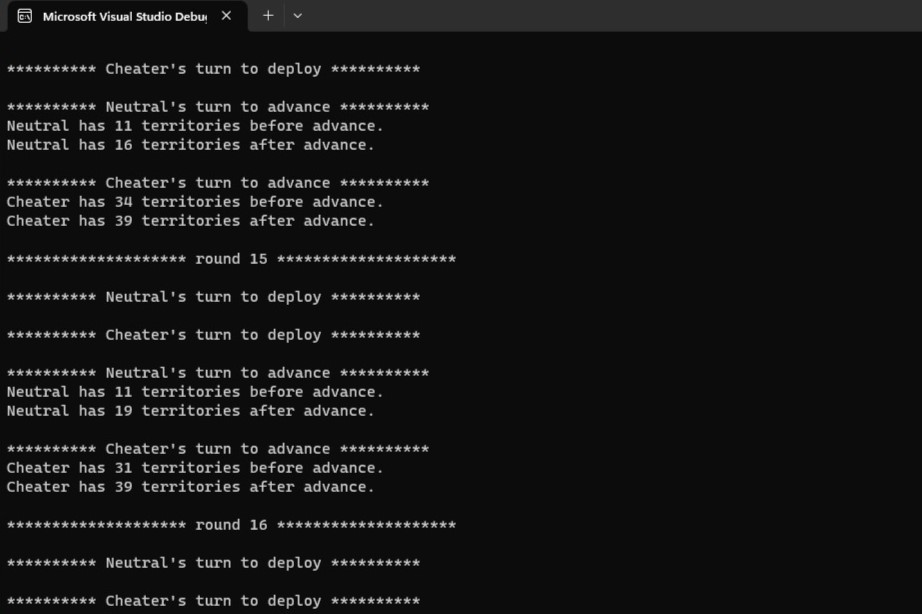 Microsoft Visual Studio Debu
********** Cheater's turn to deploy **********
********** Neutral's turn to advance **********
Neutral has 11 territories before advance.
Neutral has 16 territories after advance.
********** Cheater's turn to advance **********
Cheater has 34 territories before advance.
Cheater has 39 territories after advance.
******************** round 15 ********************
********** Neutral's turn to deploy **********
********** Cheater's turn to deploy **********
********** Neutral's turn to advance **********
Neutral has 11 territories before advance.
Neutral has 19 territories after advance.
********** Cheater's turn to advance **********
Cheater has 31 territories before advance.
Cheater has 39 territories after advance.
******************** round 16 ********************
********** Neutral's turn to deploy **********
********** Cheater's turn to deploy **********